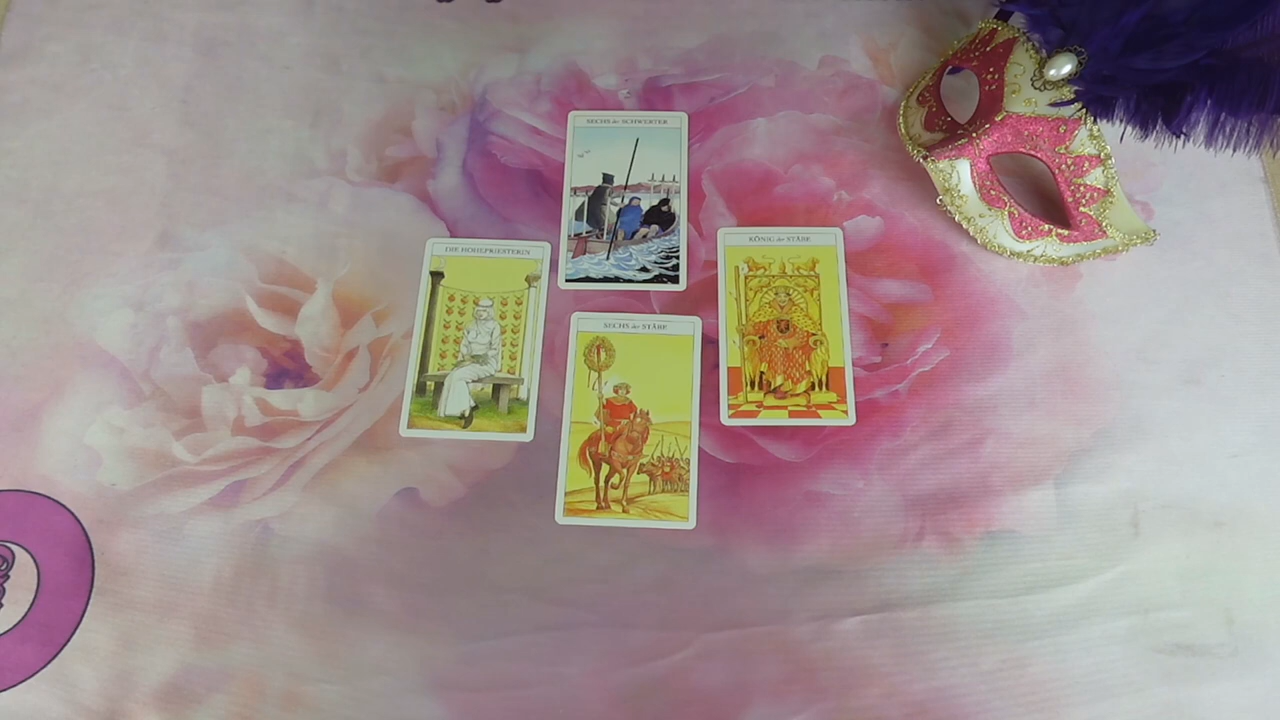 SECHS der SCHWERTER
DIE HOHEPRIESTERIN
KÖNIG der STÄBE
SECHS der STÄBE